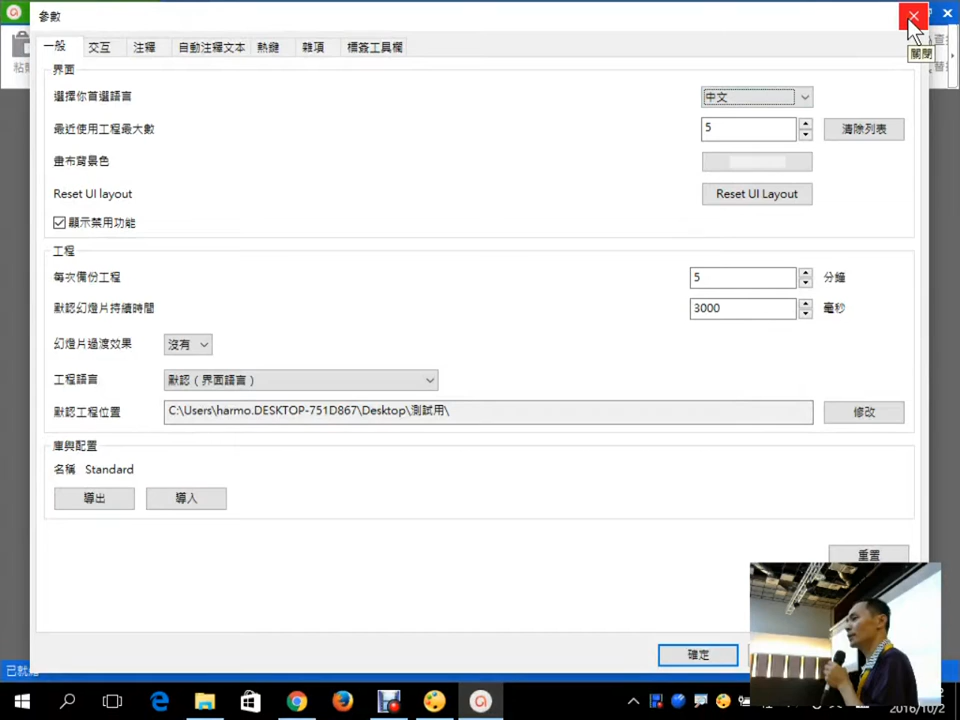 參數
關閉
一般 交互 注釋 自動注釋文本 熱鍵 雜項 標簽工具欄
界面
選擇你首選語言 中文
最近使用工程最大數 5 清除列表
畫布背景色
Reset UI layout Reset UI Layout
顯示禁用功能
工程
每次備份工程 5 分鐘
默認幻燈片持續時間 3000 毫秒
幻燈片過渡效果 沒有
工程語言 默認（界面語言）
默認工程位置 C:\Users\harmo.DESKTOP-751D867\Desktop\測試用\ 修改
庫與配置
名稱 Standard
導出 導入
重置
確定
2016/10/2